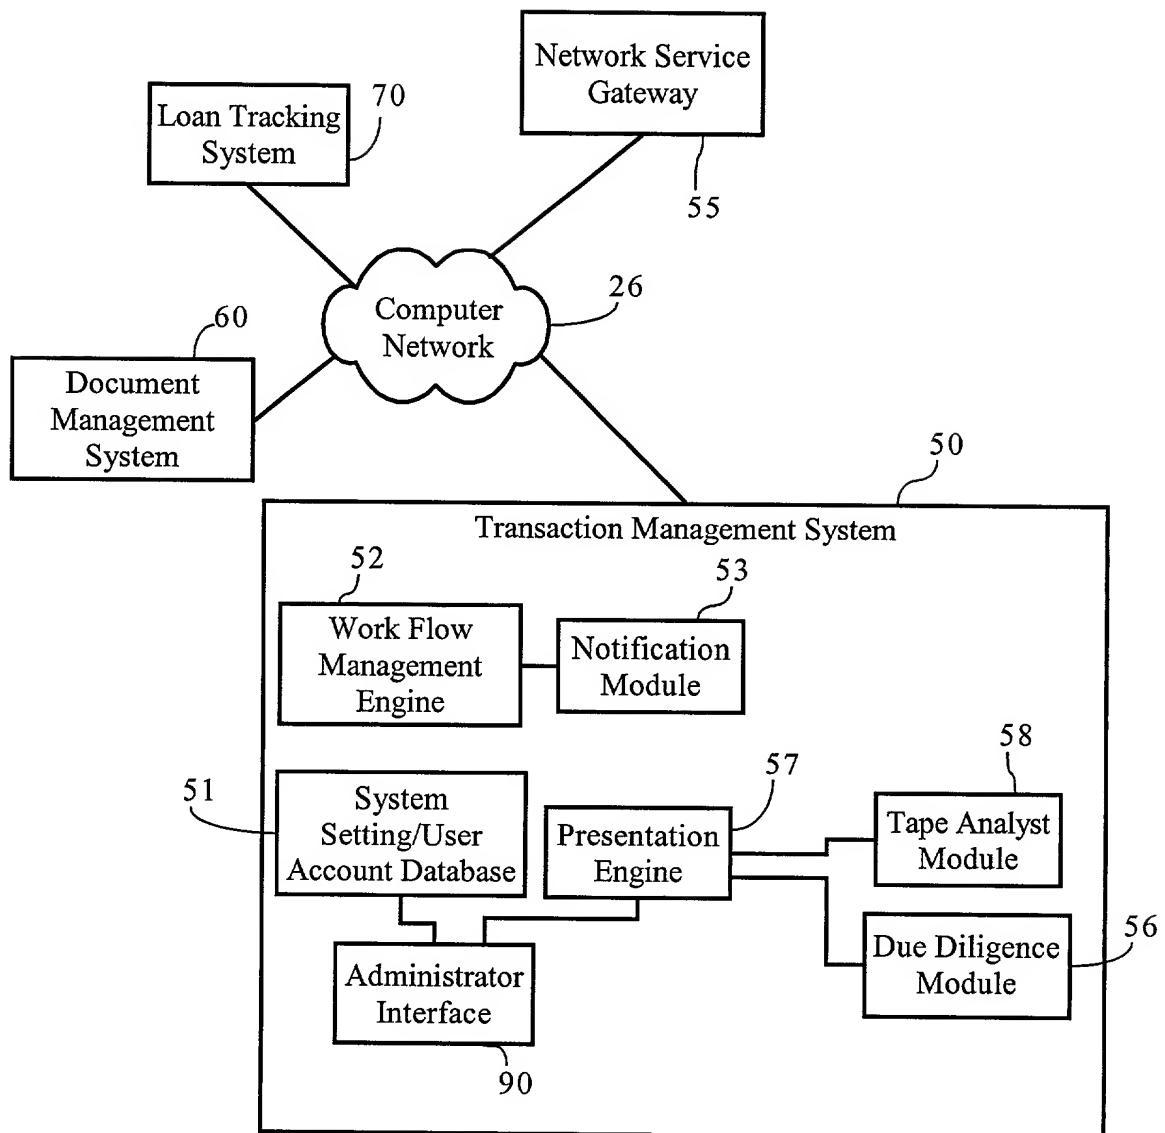 Network Service
Gateway
55
Loan Tracking
System
70
Computer
Network
26
60
Document
Management
System
50
Transaction Management System
52
Work Flow
Management
Engine
53
Notification
Module
51
System
Setting/User
Account Database
57
Presentation
Engine
58
Tape Analyst
Module
Due Diligence
Module
56
Administrator
Interface
90